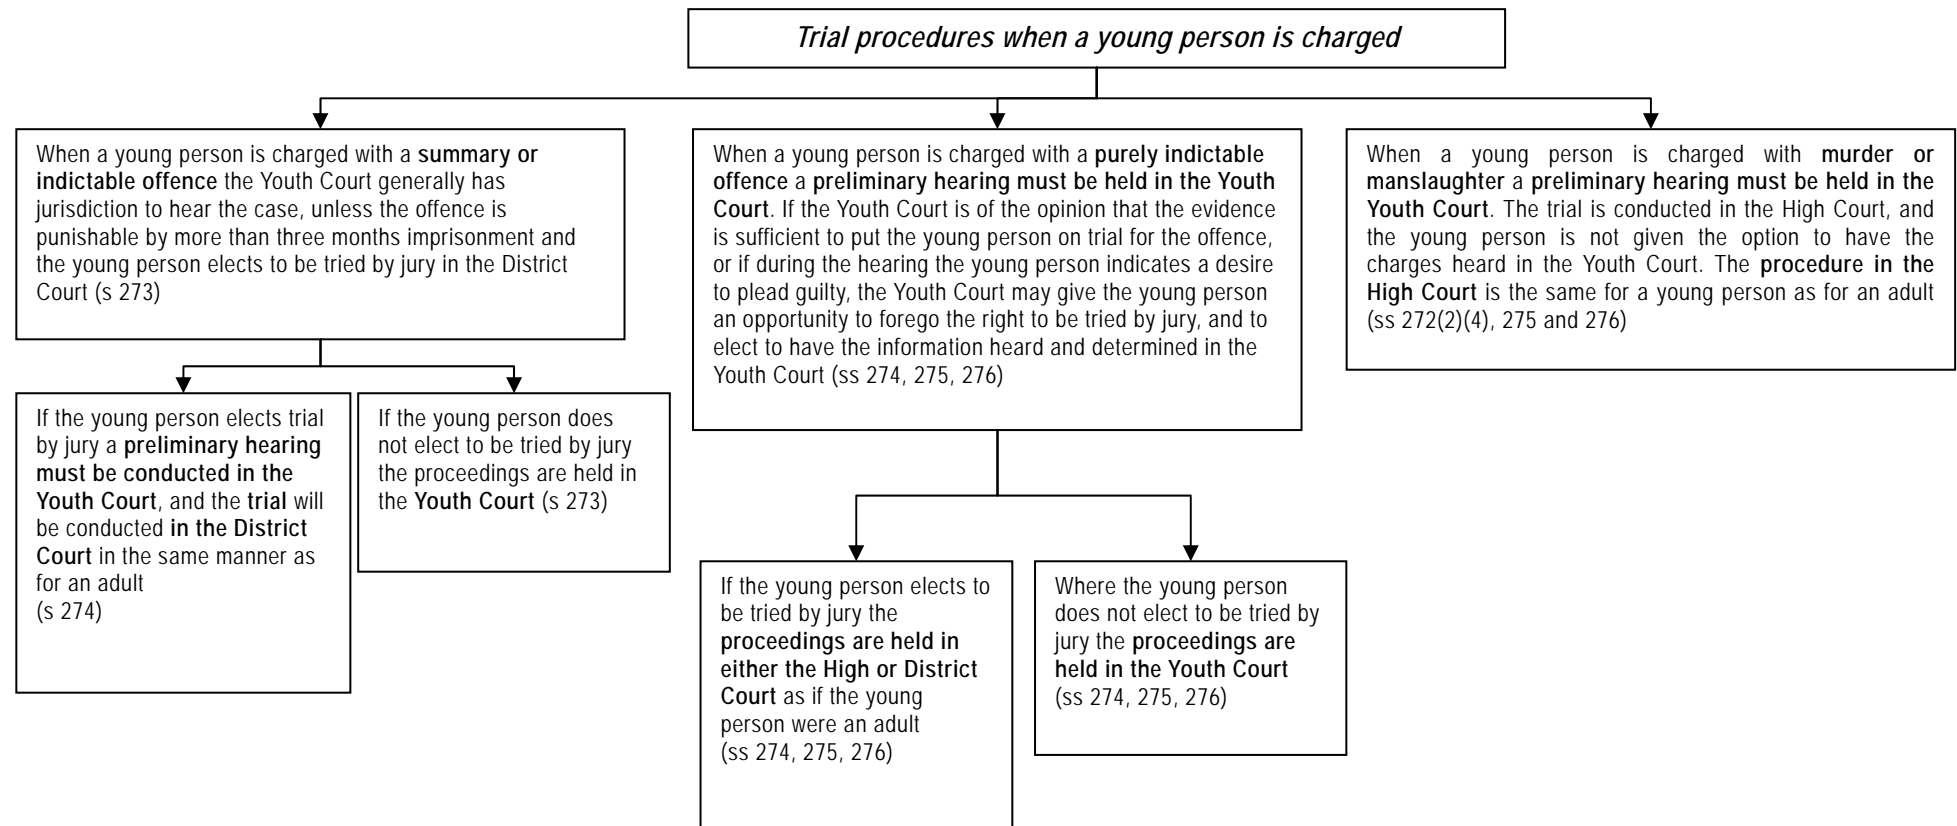 Trial procedures when a young person is charged
When a young person is charged with a summary or
indictable offence the Youth Court generally has
jurisdiction to hear the case, unless the offence is
punishable by more than three months imprisonment and
the young person elects to be tried by jury in the District
Court (s 273)
When a young person is charged with a purely indictable
offence a preliminary hearing must be held in the Youth
Court. If the Youth Court is of the opinion that the evidence
is sufficient to put the young person on trial for the offence,
or if during the hearing the young person indicates a desire
to plead guilty, the Youth Court may give the young person
an opportunity to forego the right to be tried by jury, and to
elect to have the information heard and determined in the
Youth Court (ss 274, 275, 276)
When a young person is charged with murder or
manslaughter a preliminary hearing must be held in the
Youth Court. The trial is conducted in the High Court, and
the young person is not given the option to have the
charges heard in the Youth Court. The procedure in the
High Court is the same for a young person as for an adult
(ss 272(2)(4), 275 and 276)
If the young person elects trial
by jury a preliminary hearing
must be conducted in the
Youth Court, and the trial will
be conducted in the District
Court in the same manner as
for an adult
(s 274)
If the young person does
not elect to be tried by jury
the proceedings are held in
the Youth Court (s 273)
If the young person elects to
be tried by jury the
proceedings are held in
either the High or District
Court as if the young
person were an adult
(ss 274, 275, 276)
Where the young person
does not elect to be tried by
jury the proceedings are
held in the Youth Court
(ss 274, 275, 276)